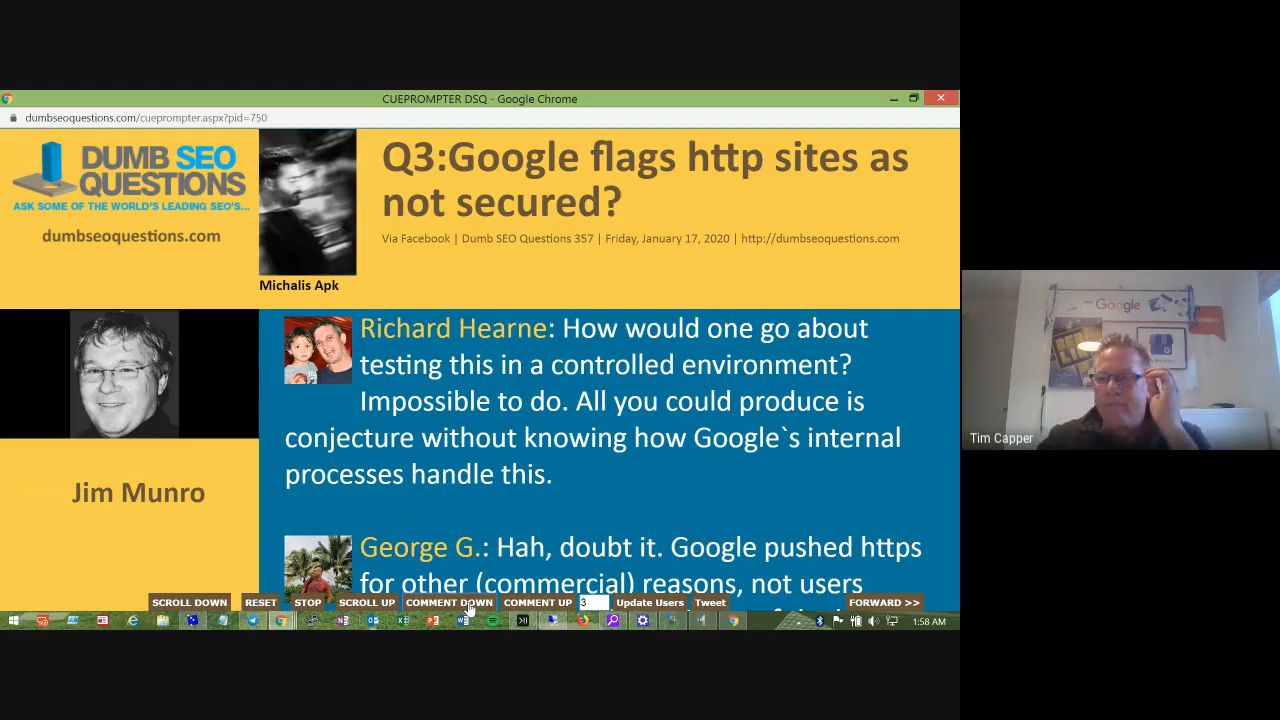 CUEPROMPTER DSQ - Google Chrome
dumbseoquestions.com/cueprompter.aspx?pid=750
DUMB SEO
QUESTIONS
ASK SOME OF THE WORLD'S LEADING SEO'S...
dumbseoquestions.com
Michalis Apk
Q3:Google flags http sites as
not secured?
Via Facebook | Dumb SEO Questions 357 | Friday, January 17, 2020 | http://dumbseoquestions.com
Jim Munro
Richard Hearne: How would one go about
testing this in a controlled environment?
Impossible to do. All you could produce is
conjecture without knowing how Google`s internal
processes handle this.
George G.: Hah, doubt it. Google pushed https
for other (commercial) reasons, not users
SCROLL DOWN RESET STOP SCROLL UP COMMENT DOWN COMMENT UP 3 Update Users Tweet FORWARD >>
1:58 AM
Google
Tim Capper